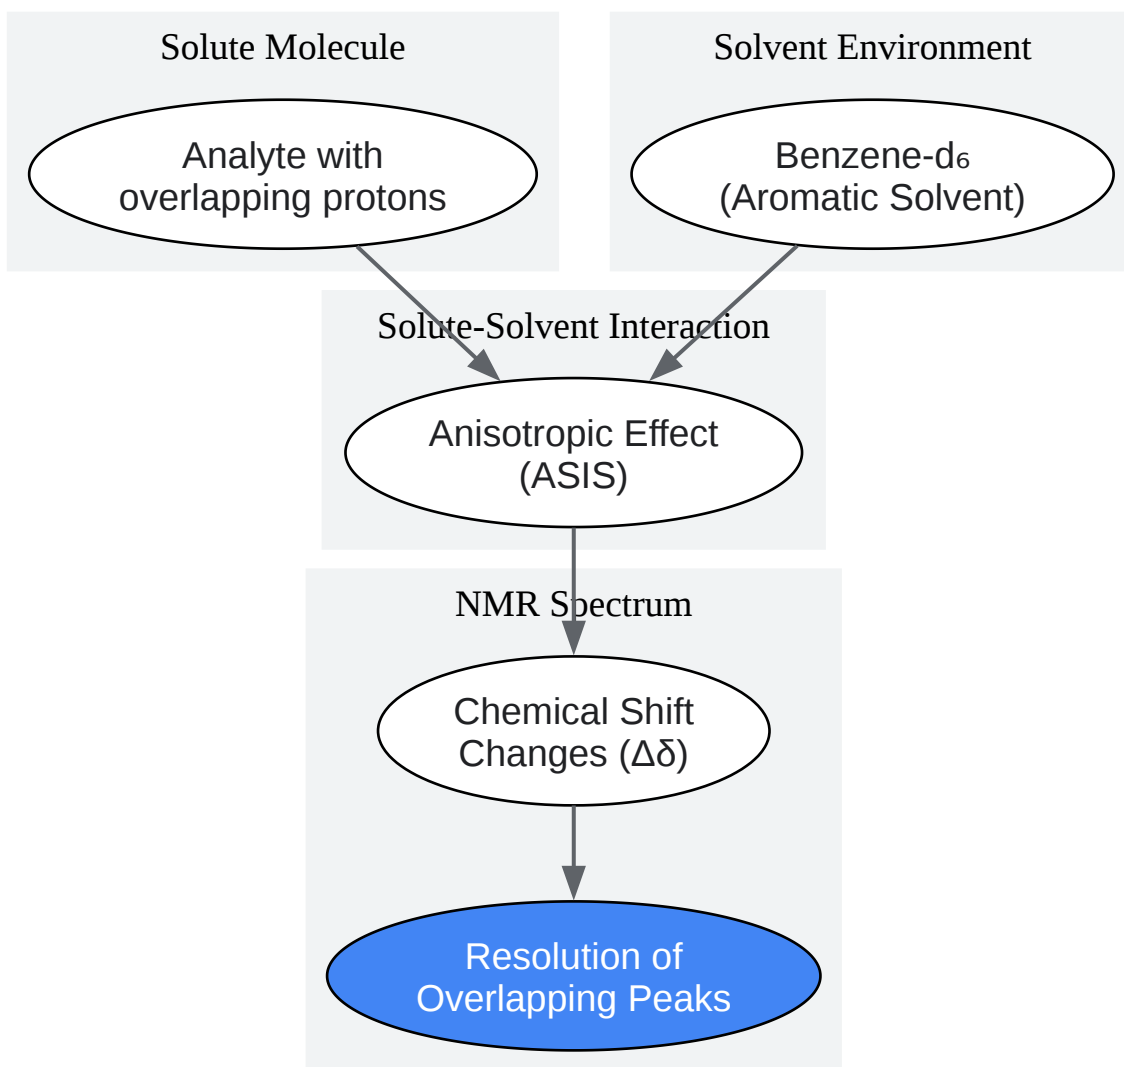 Solute Molecule
Solvent Environment
Analyte with
overlapping protons
Benzene-d₆
(Aromatic Solvent)
Solute-Solvent Interaction
Anisotropic Effect
(ASIS)
NMR Spectrum
Chemical Shift
Changes (Δδ)
Resolution of
Overlapping Peaks